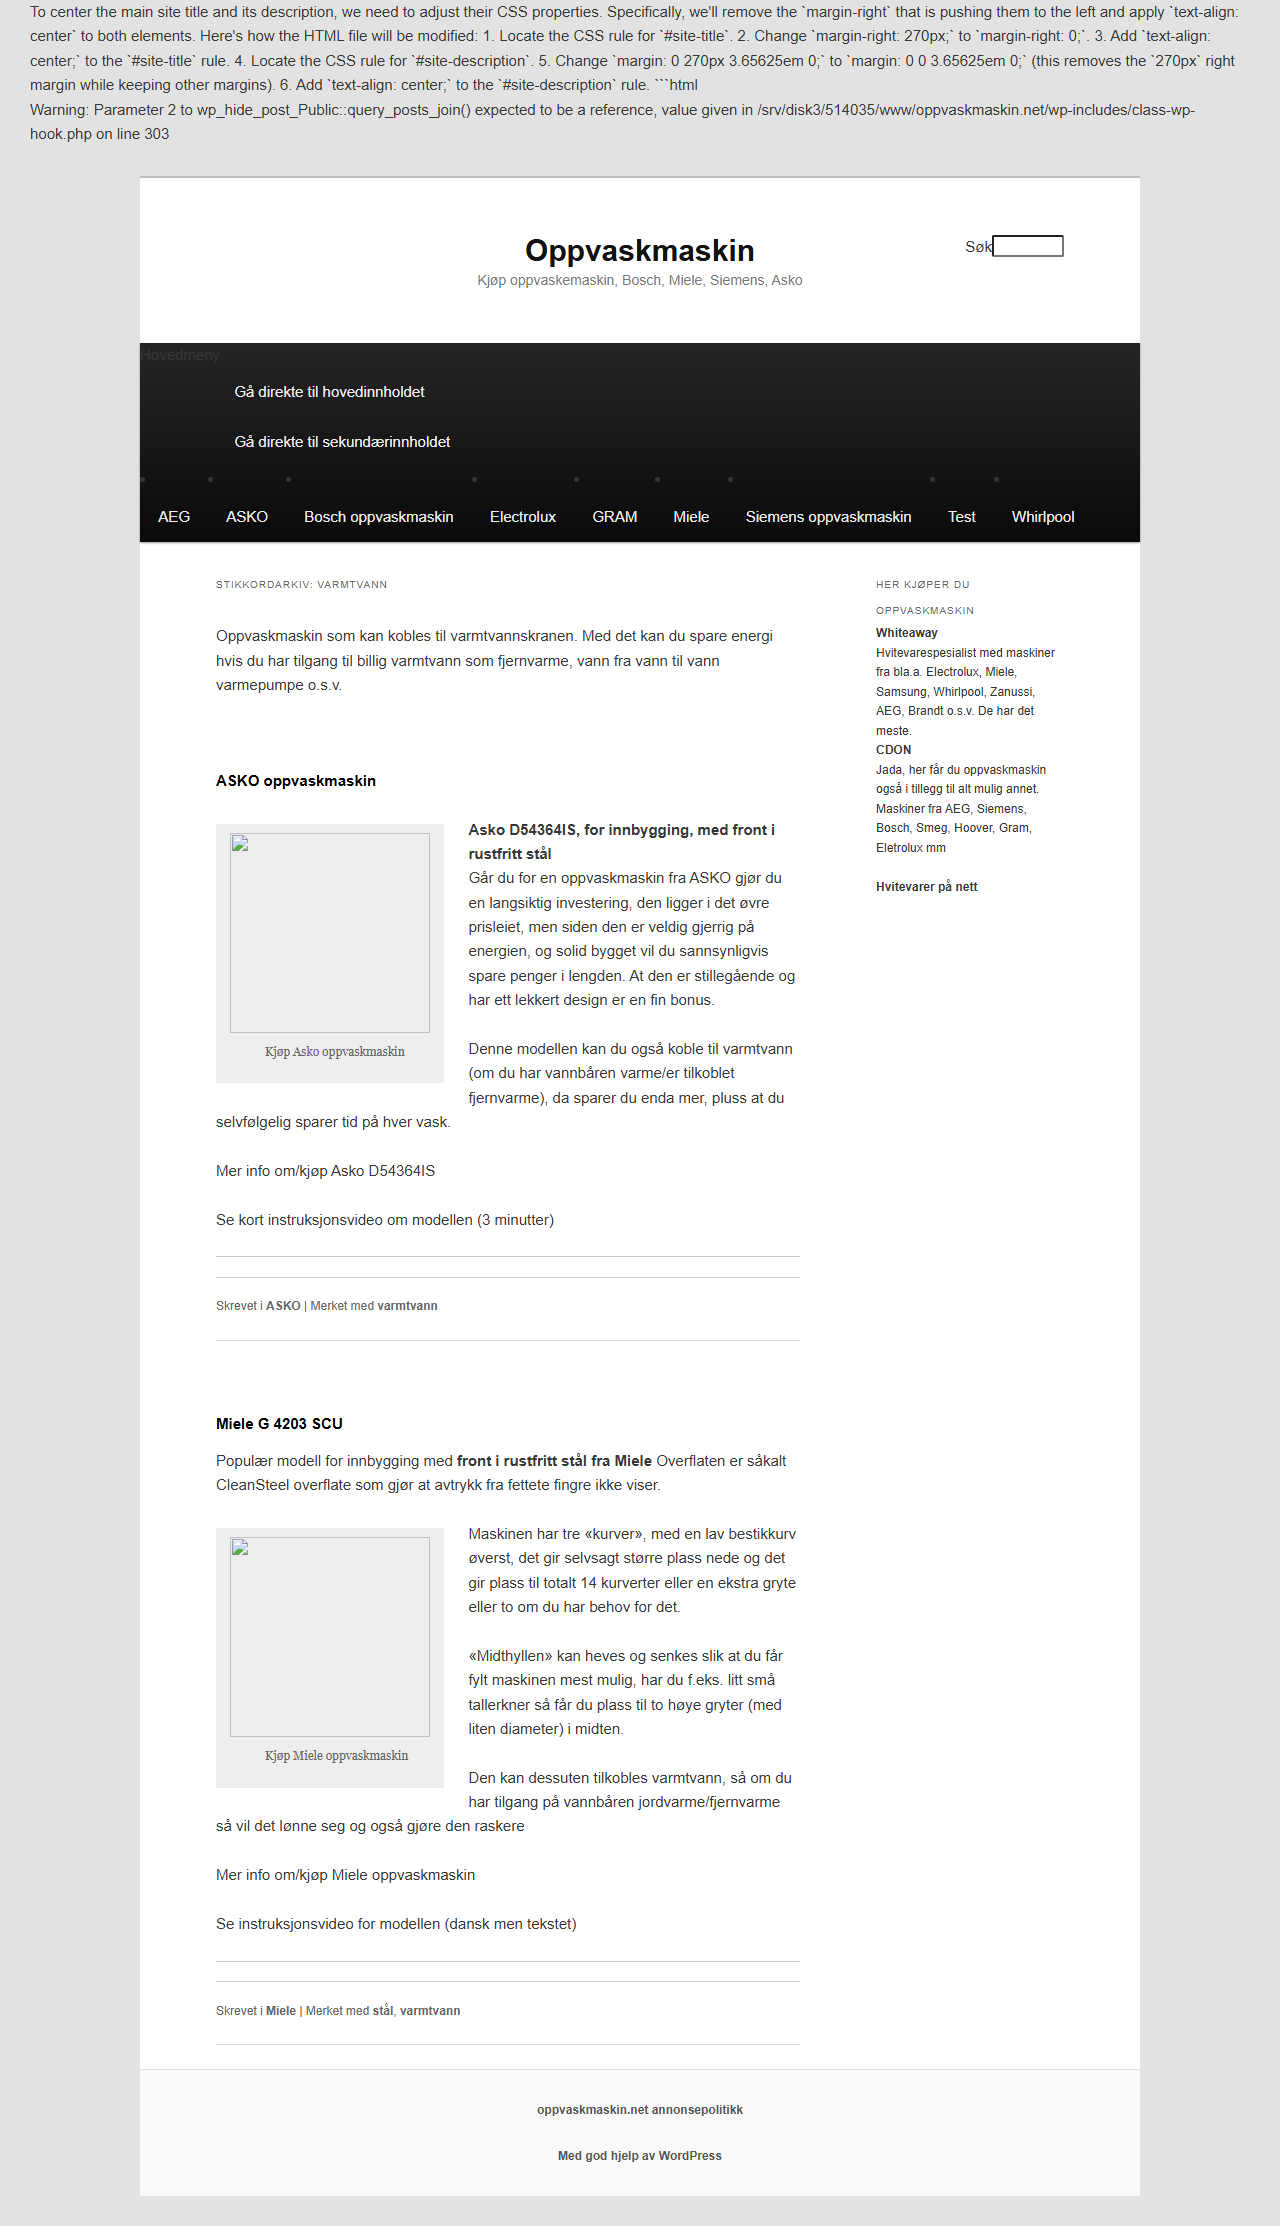 To center the main site title and its description, we need to adjust their CSS properties. Specifically, we'll remove the `margin-right` that is pushing them to the left and apply `text-align:
center` to both elements. Here's how the HTML file will be modified: 1. Locate the CSS rule for `#site-title`. 2. Change `margin-right: 270px;` to `margin-right: 0;`. 3. Add `text-align:
center;` to the `#site-title` rule. 4. Locate the CSS rule for `#site-description`. 5. Change `margin: 0 270px 3.65625em 0;` to `margin: 0 0 3.65625em 0;` (this removes the `270px` right
margin while keeping other margins). 6. Add `text-align: center;` to the `#site-description` rule. ```html
Warning: Parameter 2 to wp_hide_post_Public::query_posts_join() expected to be a reference, value given in /srv/disk3/514035/www/oppvaskmaskin.net/wp-includes/class-wp-
hook.php on line 303
Oppvaskmaskin
Kjøp oppvaskemaskin, Bosch, Miele, Siemens, Asko
Søk
Hovedmeny
Gå direkte til hovedinnholdet
Gå direkte til sekundærinnholdet
AEG ASKO Bosch oppvaskmaskin Electrolux GRAM Miele Siemens oppvaskmaskin Test Whirlpool
STIKKORDARKIV: VARMTVANN
Oppvaskmaskin som kan kobles til varmtvannskranen. Med det kan du spare energi
hvis du har tilgang til billig varmtvann som fjernvarme, vann fra vann til vann
varmepumpe o.s.v.
ASKO oppvaskmaskin
Asko D54364IS, for innbygging, med front i
rustfritt stål
Går du for en oppvaskmaskin fra ASKO gjør du
en langsiktig investering, den ligger i det øvre
prisleiet, men siden den er veldig gjerrig på
energien, og solid bygget vil du sannsynligvis
spare penger i lengden. At den er stillegående og
har ett lekkert design er en fin bonus.
Kjøp Asko oppvaskmaskin
Denne modellen kan du også koble til varmtvann
(om du har vannbåren varme/er tilkoblet
fjernvarme), da sparer du enda mer, pluss at du
selvfølgelig sparer tid på hver vask.
Mer info om/kjøp Asko D54364IS
Se kort instruksjonsvideo om modellen (3 minutter)
Skrevet i ASKO | Merket med varmtvann
Miele G 4203 SCU
Populær modell for innbygging med front i rustfritt stål fra Miele Overflaten er såkalt
CleanSteel overflate som gjør at avtrykk fra fettete fingre ikke viser.
Maskinen har tre «kurver», med en lav bestikkurv
øverst, det gir selvsagt større plass nede og det
gir plass til totalt 14 kurverter eller en ekstra gryte
eller to om du har behov for det.
«Midthyllen» kan heves og senkes slik at du får
fylt maskinen mest mulig, har du f.eks. litt små
tallerkner så får du plass til to høye gryter (med
liten diameter) i midten.
Kjøp Miele oppvaskmaskin
Den kan dessuten tilkobles varmtvann, så om du
har tilgang på vannbåren jordvarme/fjernvarme
så vil det lønne seg og også gjøre den raskere
Mer info om/kjøp Miele oppvaskmaskin
Se instruksjonsvideo for modellen (dansk men tekstet)
Skrevet i Miele | Merket med stål, varmtvann
HER KJØPER DU
OPPVASKMASKIN
Whiteaway
Hvitevarespesialist med maskiner
fra bla.a. Electrolux, Miele,
Samsung, Whirlpool, Zanussi,
AEG, Brandt o.s.v. De har det
meste.
CDON
Jada, her får du oppvaskmaskin
også i tillegg til alt mulig annet.
Maskiner fra AEG, Siemens,
Bosch, Smeg, Hoover, Gram,
Eletrolux mm
Hvitevarer på nett
oppvaskmaskin.net annonsepolitikk
Med god hjelp av WordPress